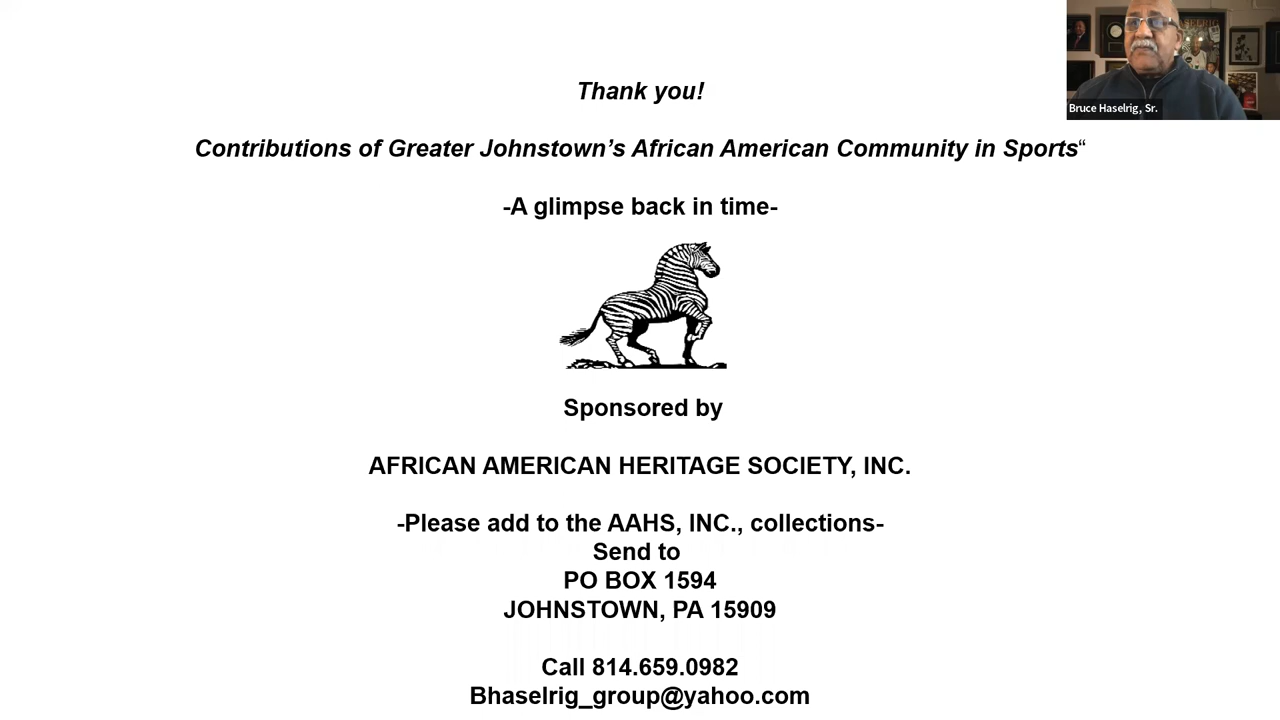 Bruce Haselrig, Sr.
Thank you!
Contributions of Greater Johnstown’s African American Community in Sports“
-A glimpse back in time-
Sponsored by
AFRICAN AMERICAN HERITAGE SOCIETY, INC.
-Please add to the AAHS, INC., collections-
Send to
PO BOX 1594
JOHNSTOWN, PA 15909
Call 814.659.0982
Bhaselrig_group@yahoo.com